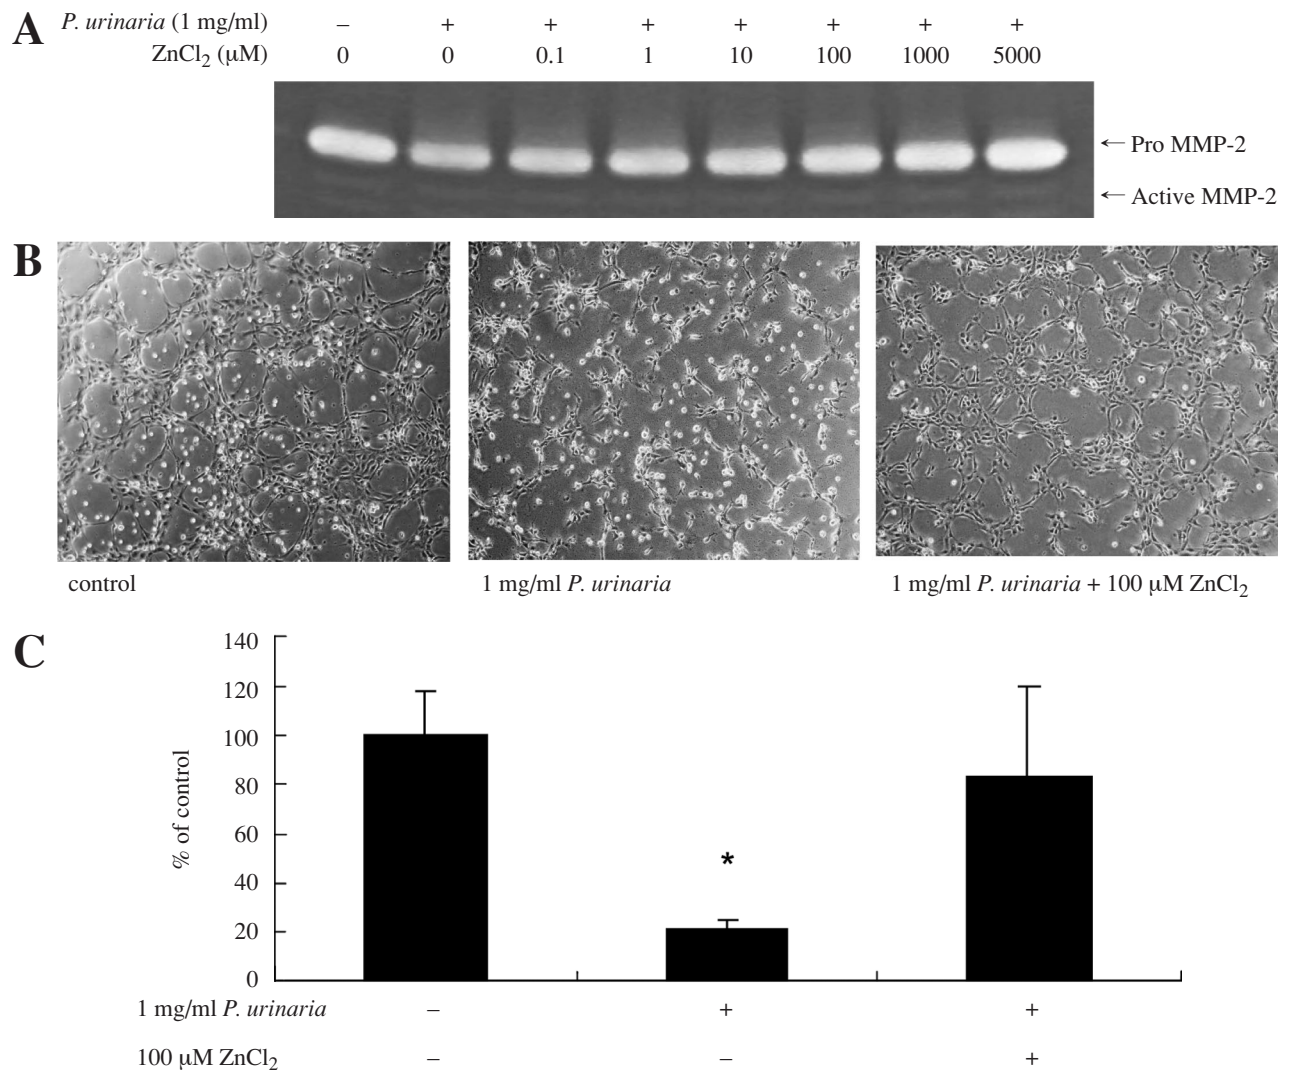 A
P. urinaria (1 mg/ml) – + + + + + + +
ZnCl₂ (µM) 0 0 0.1 1 10 100 1000 5000
← Pro MMP-2
← Active MMP-2
B
control
1 mg/ml P. urinaria
1 mg/ml P. urinaria + 100 µM ZnCl₂
C
% of control
140
120
100
80
60
40
20
0
*
1 mg/ml P. urinaria – + +
100 µM ZnCl₂ – – +